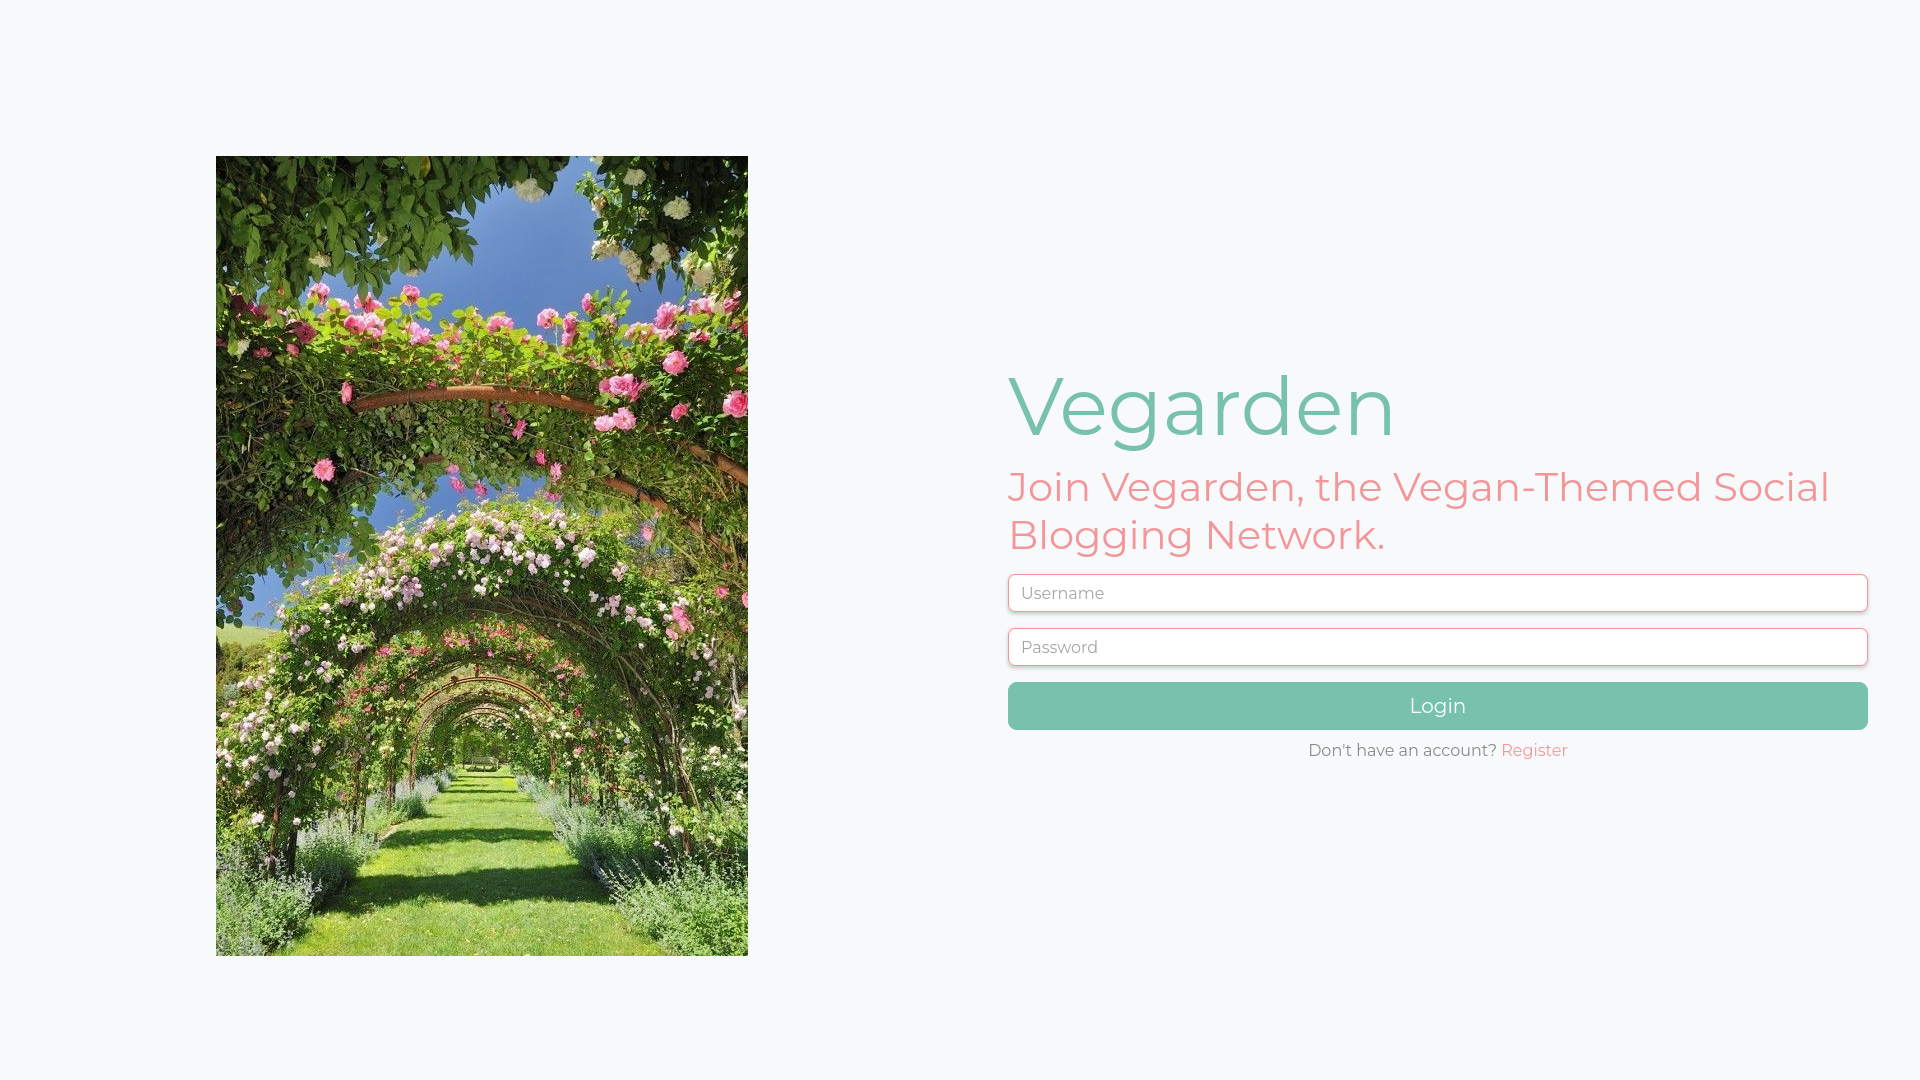 Vegarden
Join Vegarden, the Vegan-Themed Social
Blogging Network.
Username
Password
Login
Don't have an account? Register